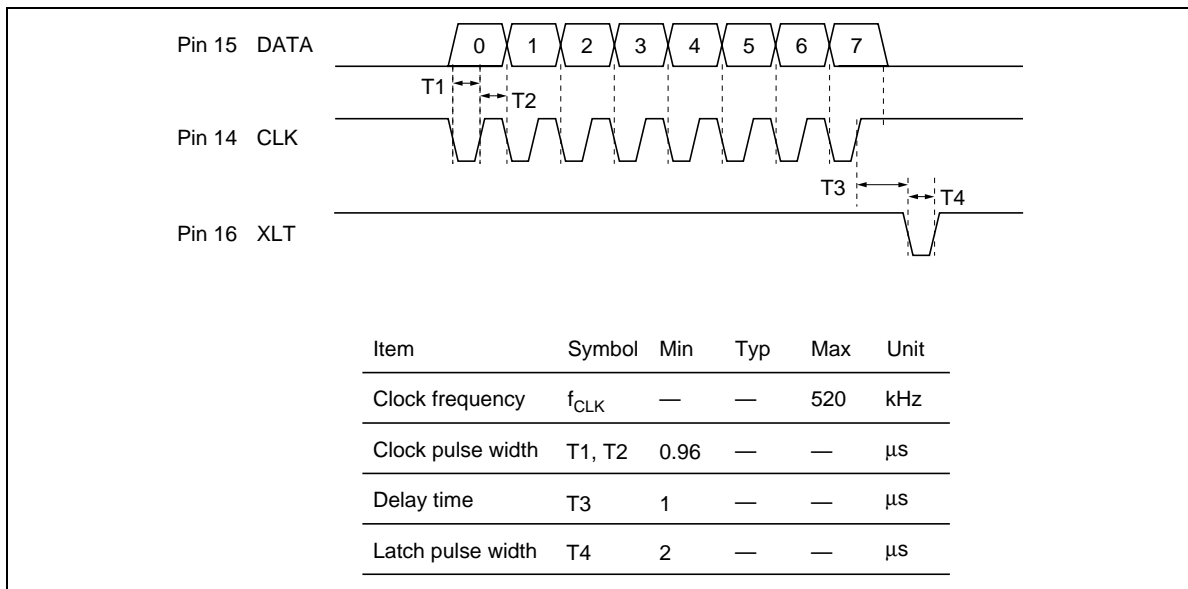 Pin 15 DATA
0 1 2 3 4 5 6 7
T1
T2
Pin 14 CLK
T3
T4
Pin 16 XLT
Item Symbol Min Typ Max Unit
Clock frequency fCLK — — 520 kHz
Clock pulse width T1, T2 0.96 — — μs
Delay time T3 1 — — μs
Latch pulse width T4 2 — — μs